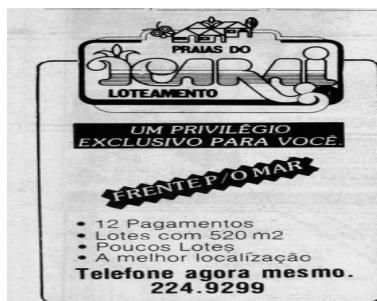 PRAIAS DO
ICARAI
LOTEAMENTO
UM PRIVILÉGIO
EXCLUSIVO PARA VOCÊ.
FRENTE P/O MAR
• 12 Pagamentos
• Lotes com 520 m2
• Poucos Lotes
• A melhor localização
Telefone agora mesmo.
224.9299